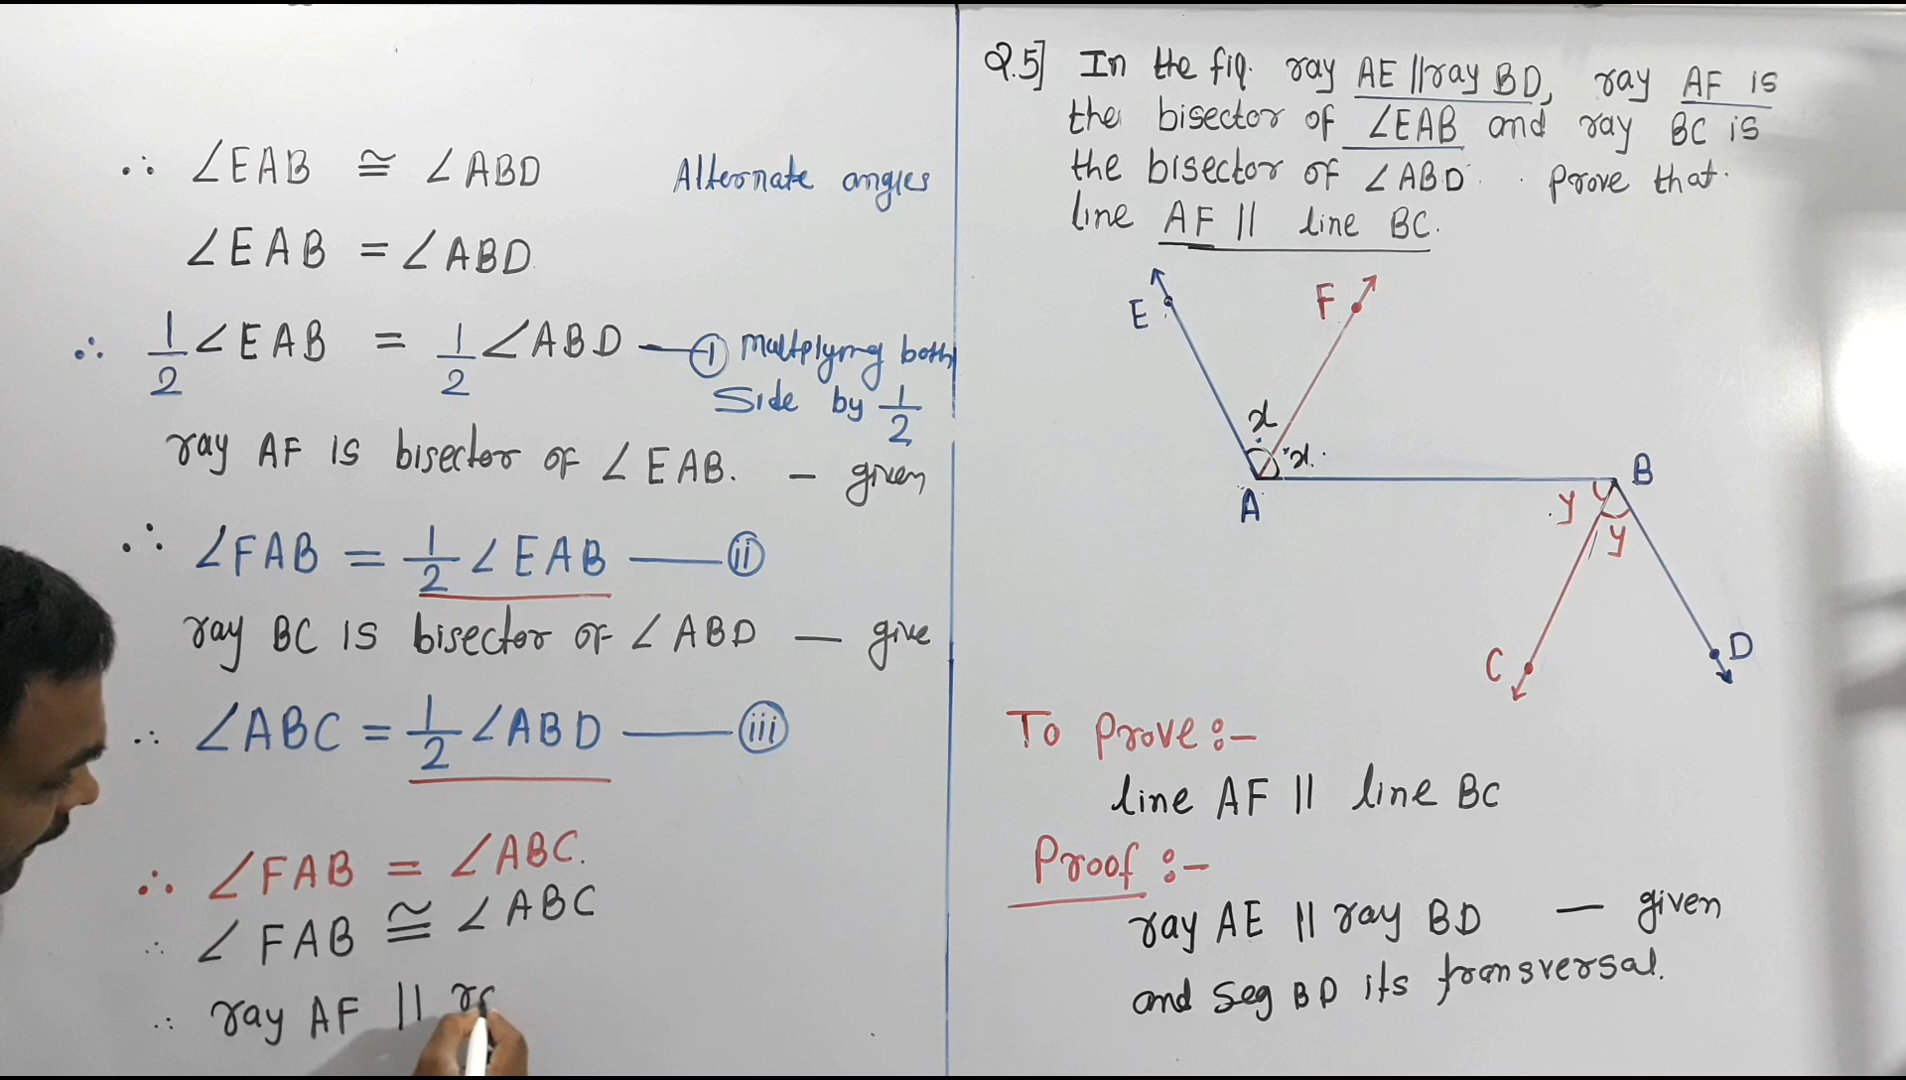 Q.5] In the fig. ray AE || ray BD, ray AF is
the bisector of ∠EAB and ray BC is
the bisector of ∠ABD. Prove that
line AF || line BC.
E
F
x
x
A
B
y
y
C
D
To Prove :-
line AF || line BC
Proof :-
ray AE || ray BD — given
and seg BD its transversal.
∴ ∠EAB ≅ ∠ABD Alternate angles
∠EAB = ∠ABD
∴ 1/2 ∠EAB = 1/2 ∠ABD — (i) multplying both
Side by 1/2
ray AF is bisector of ∠EAB. — given
∴ ∠FAB = 1/2 ∠EAB — (ii)
ray BC is bisector of ∠ABD — give
∴ ∠ABC = 1/2 ∠ABD — (iii)
∴ ∠FAB = ∠ABC.
∴ ∠FAB ≅ ∠ABC
∴ ray AF ||